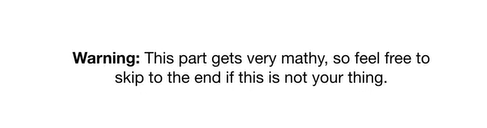 Warning: This part gets very mathy, so feel free to
skip to the end if this is not your thing.